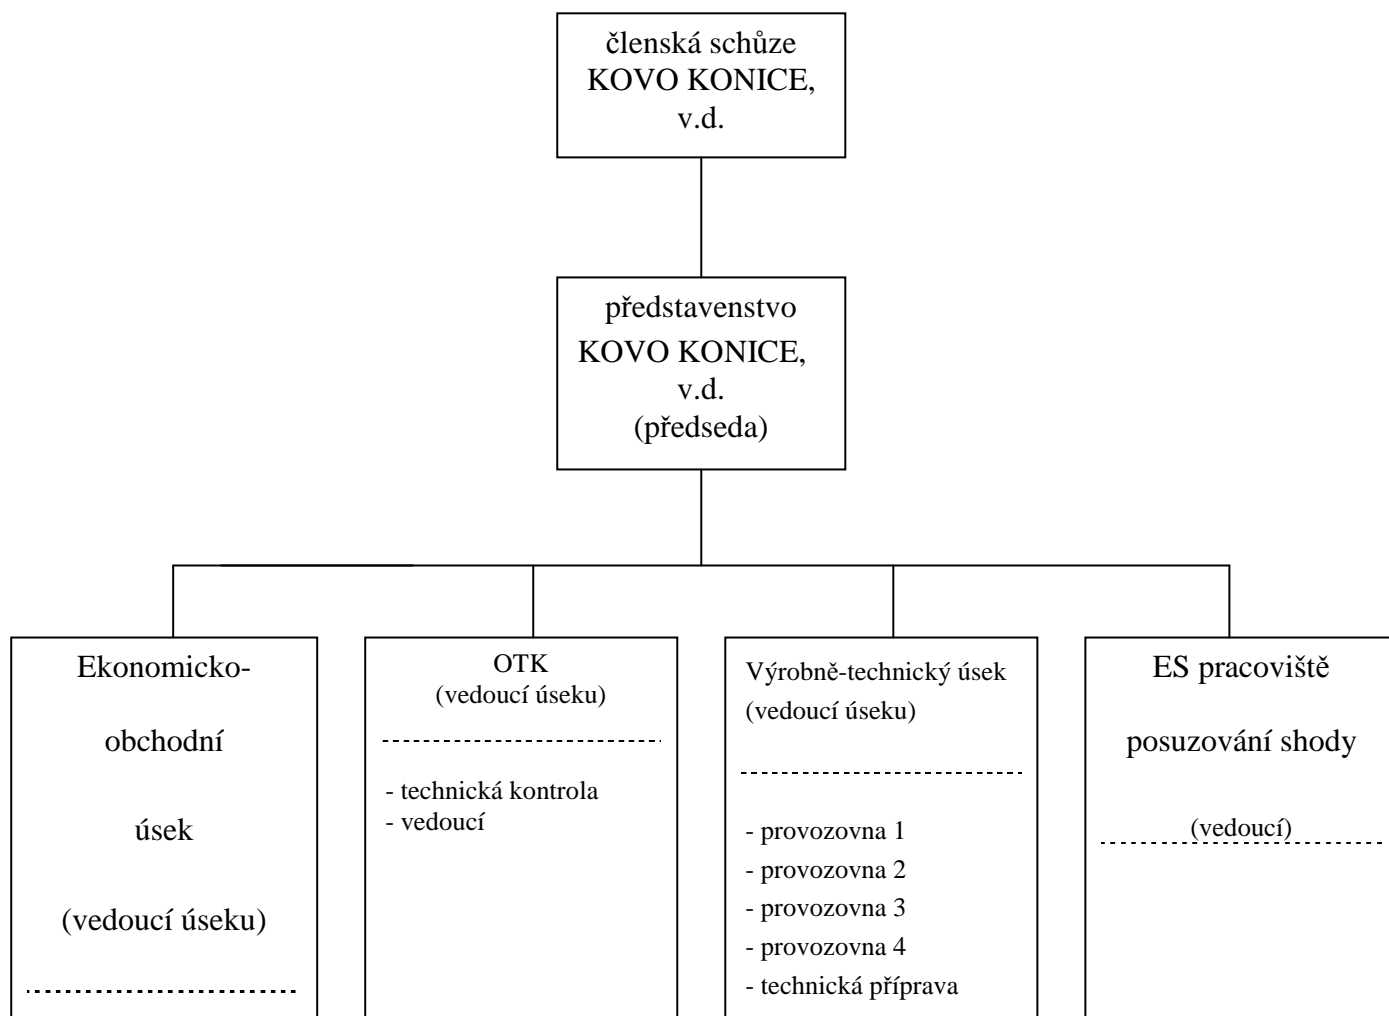 členská schůze
KOVO KONICE,
v.d.
představenstvo
KOVO KONICE,
v.d.
(předseda)
Ekonomicko-
obchodní
úsek
(vedoucí úseku)
OTK
(vedoucí úseku)
- technická kontrola
- vedoucí
Výrobně-technický úsek
(vedoucí úseku)
- provozovna 1
- provozovna 2
- provozovna 3
- provozovna 4
- technická příprava
ES pracoviště
posuzování shody
(vedoucí)